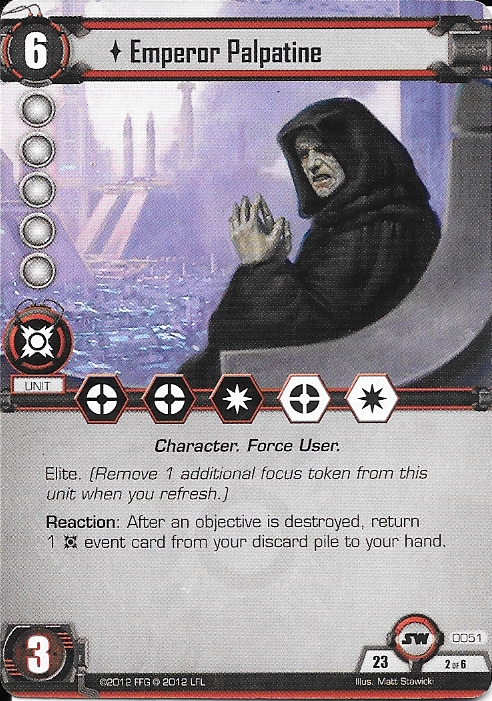 6
Emperor Palpatine
UNIT
Character. Force User.
Elite. (Remove 1 additional focus token from this
unit when you refresh.)
Reaction: After an objective is destroyed, return
1 event card from your discard pile to your hand.
3
SW 0051
23 2 OF 6
©2012 FFG © 2012 LFL Illus. Matt Stawicki